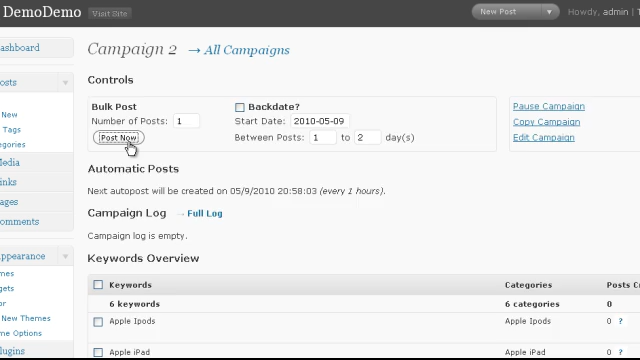 DemoDemo Visit Site New Post Howdy, admin |
ashboard
Campaign 2 → All Campaigns
Controls
osts
New
Tags
egories
Media
inks
ages
omments
ppearance
mes
gets
or
New Themes
me Options
lugins
Bulk Post
Number of Posts: 1
Post Now
Backdate?
Start Date: 2010-05-09
Between Posts: 1 to 2 day(s)
Pause Campaign
Copy Campaign
Edit Campaign
Automatic Posts
Next autopost will be created on 05/9/2010 20:58:03 (every 1 hours).
Campaign Log → Full Log
Campaign log is empty.
Keywords Overview
Keywords Categories Posts C
6 keywords 6 categories 0
Apple Ipods Apple Ipods 0 ?
Apple iPad Apple iPad 0 ?